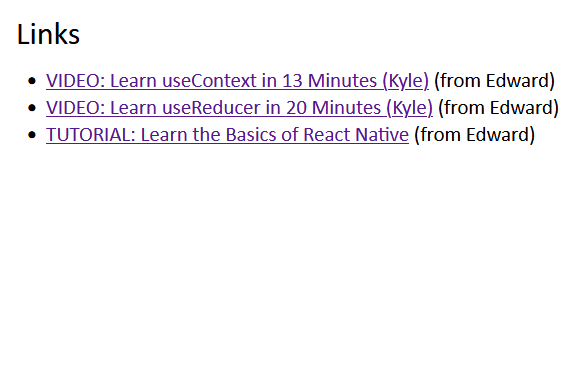 Links
• VIDEO: Learn useContext in 13 Minutes (Kyle) (from Edward)
• VIDEO: Learn useReducer in 20 Minutes (Kyle) (from Edward)
• TUTORIAL: Learn the Basics of React Native (from Edward)